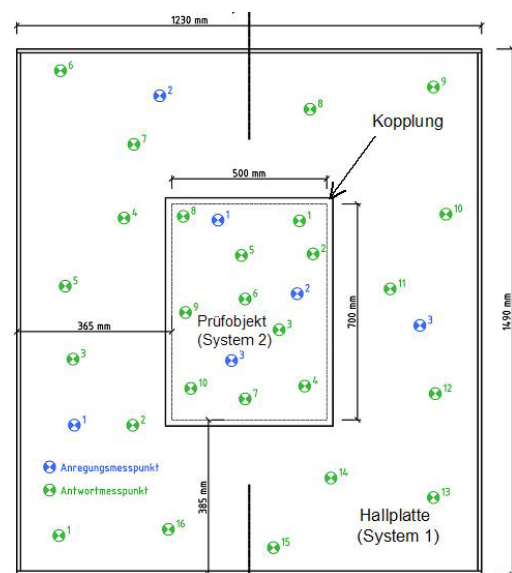 1230 mm
6
2
9
8
7
Kopplung
500 mm
4
8
1
1
10
5
2
5
6
2
11
9
3
3
365 mm
Prüfobjekt
(System 2)
700 mm
1490 mm
3
3
10
4
12
7
1
2
Anregungsmesspunkt
Antwortmesspunkt
385 mm
14
13
Hallplatte
(System 1)
1
16
15